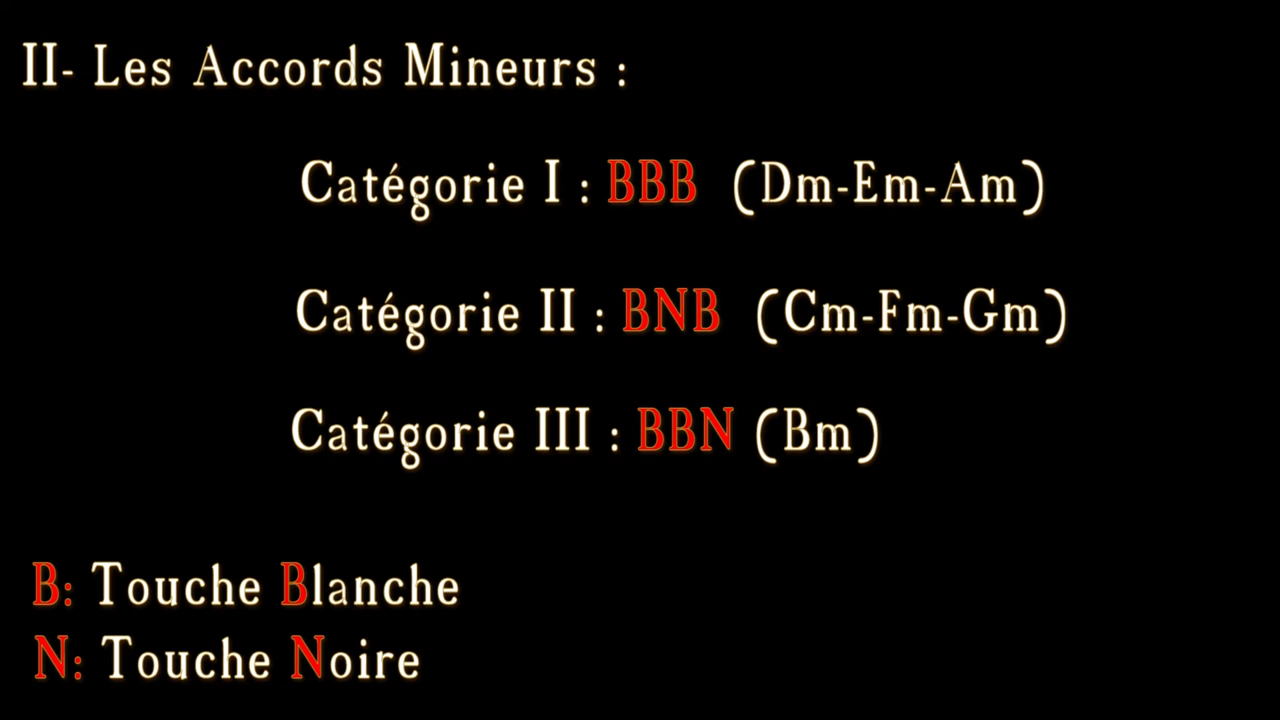 II- Les Accords Mineurs :
Catégorie I : BBB (Dm-Em-Am)
Catégorie II : BNB (Cm-Fm-Gm)
Catégorie III : BBN (Bm)
B: Touche Blanche
N: Touche Noire